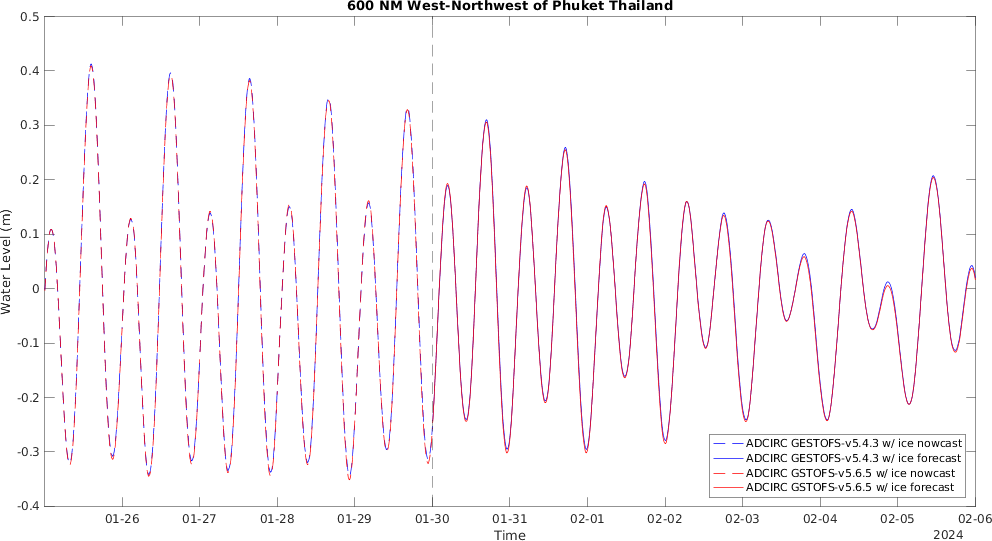 600 NM West-Northwest of Phuket Thailand
0.5
0.4
0.3
0.2
0.1
0
-0.1
-0.2
-0.3
-0.4
Water Level (m)
ADCIRC GESTOFS-v5.4.3 w/ ice nowcast
ADCIRC GESTOFS-v5.4.3 w/ ice forecast
ADCIRC GSTOFS-v5.6.5 w/ ice nowcast
ADCIRC GSTOFS-v5.6.5 w/ ice forecast
01-26 01-27 01-28 01-29 01-30 01-31 02-01 02-02 02-03 02-04 02-05 02-06
Time
2024